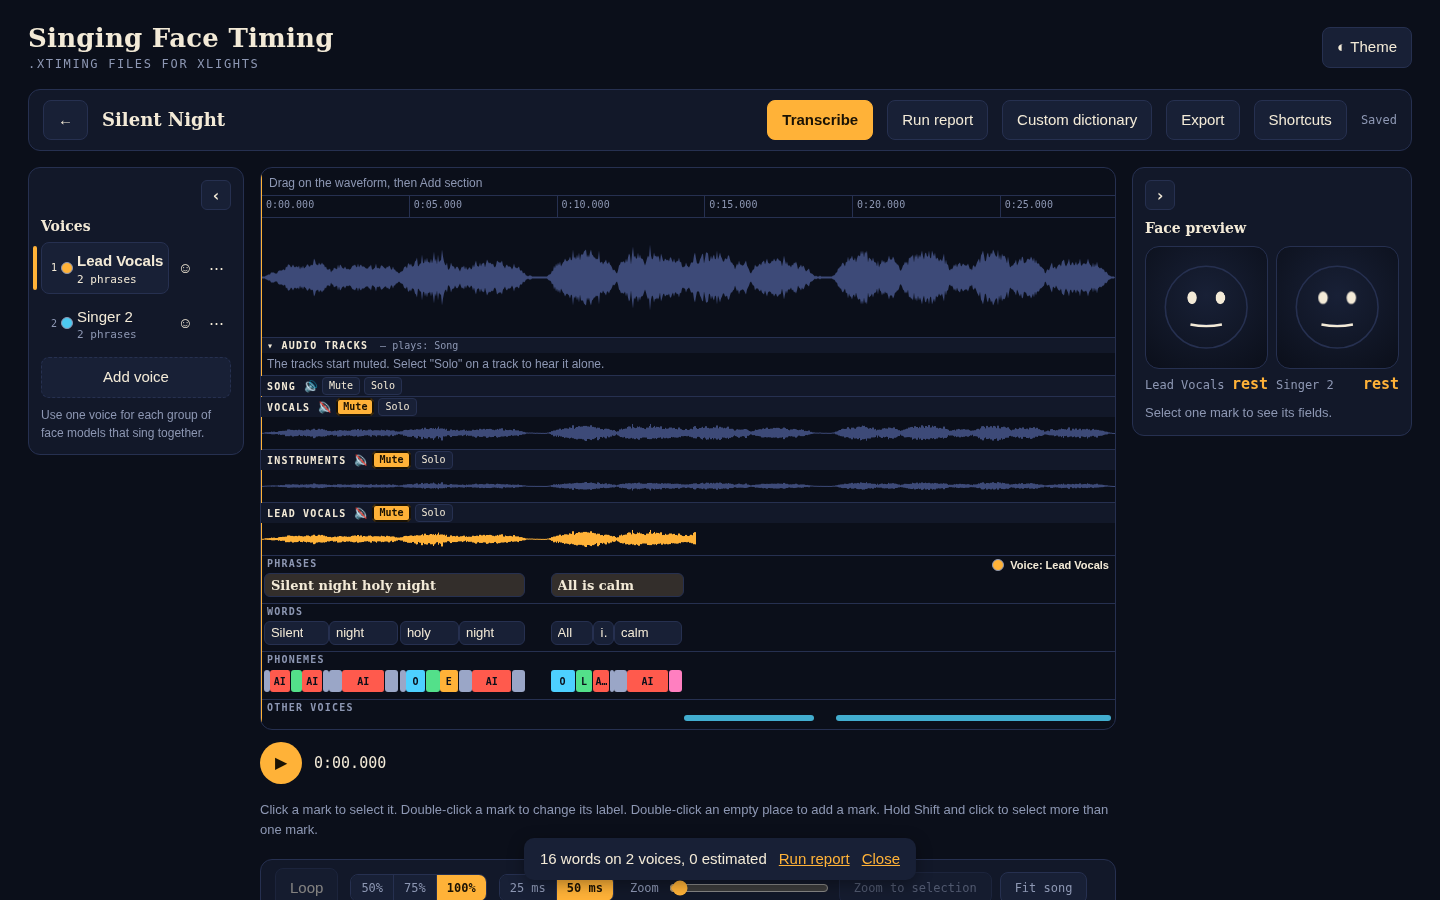 Singing Face Timing
.XTIMING FILES FOR XLIGHTS
Theme
←
Silent Night
Transcribe
Run report
Custom dictionary
Export
Shortcuts
Saved
‹
Voices
1 Lead Vocals
2 phrases
☺ ⋯
2 Singer 2
2 phrases
☺ ⋯
Add voice
Use one voice for each group of
face models that sing together.
Drag on the waveform, then Add section
0:00.000 0:05.000 0:10.000 0:15.000 0:20.000 0:25.000
▾ AUDIO TRACKS — plays: Song
The tracks start muted. Select "Solo" on a track to hear it alone.
SONG Mute Solo
VOCALS Mute Solo
INSTRUMENTS Mute Solo
LEAD VOCALS Mute Solo
PHRASES Voice: Lead Vocals
Silent night holy night All is calm
WORDS
Silent night holy night All i. calm
PHONEMES
AI AI AI O E AI O L A… AI
OTHER VOICES
▶ 0:00.000
Click a mark to select it. Double-click a mark to change its label. Double-click an empty place to add a mark. Hold Shift and click to select more than
one mark.
16 words on 2 voices, 0 estimated Run report Close
Loop 50% 75% 100% 25 ms 50 ms Zoom Zoom to selection Fit song
›
Face preview
Lead Vocals rest Singer 2 rest
Select one mark to see its fields.